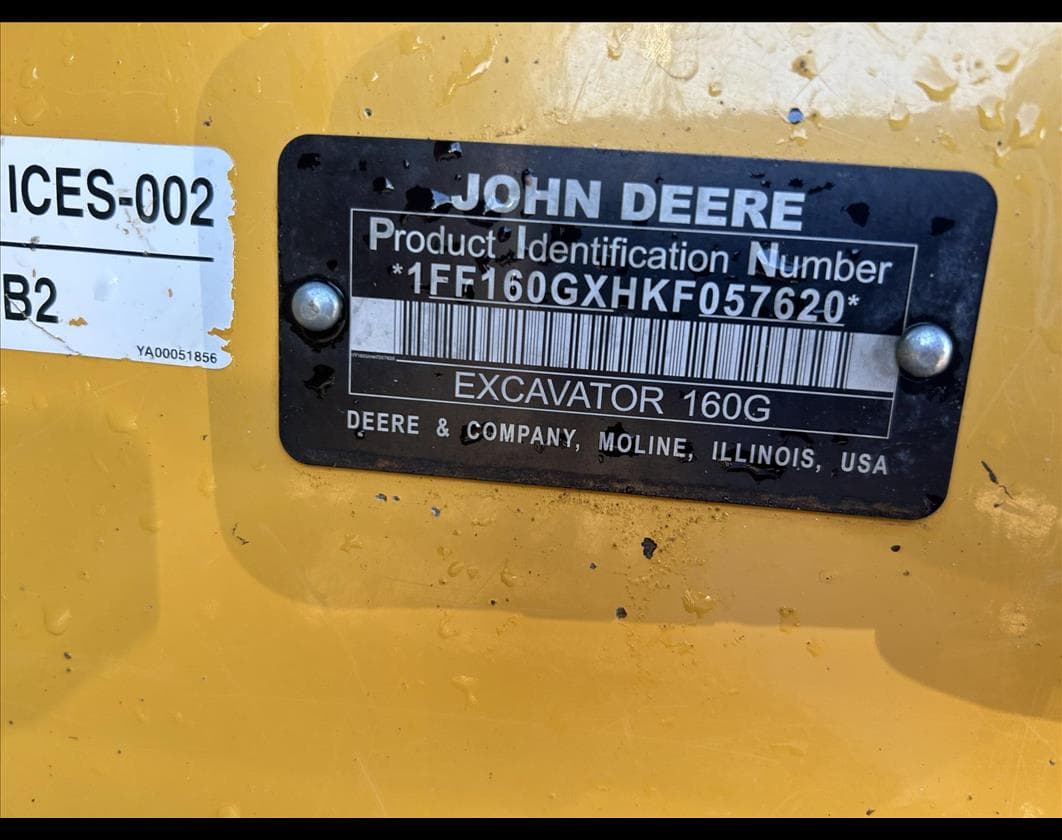 ICES-002
B2
YA00051856
JOHN DEERE
Product Identification Number
*1FF160GXHKF057620*
EXCAVATOR 160G
DEERE & COMPANY, MOLINE, ILLINOIS, USA